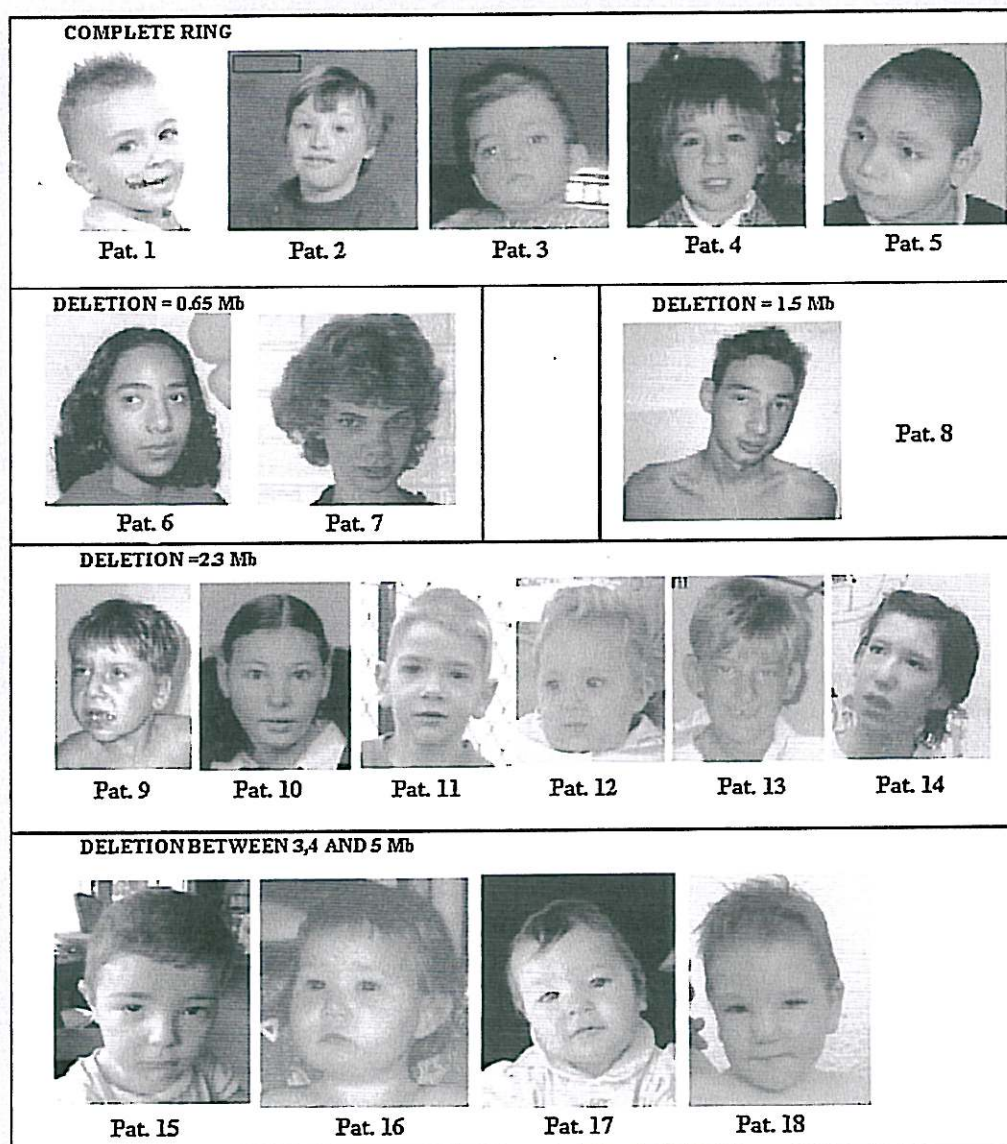 COMPLETE RING
Pat. 1 Pat. 2 Pat. 3 Pat. 4 Pat. 5
DELETION = 0.65 Mb DELETION = 1.5 Mb
Pat. 8
Pat. 6 Pat. 7
DELETION =2.3 Mb
Pat. 9 Pat. 10 Pat. 11 Pat. 12 Pat. 13 Pat. 14
DELETION BETWEEN 3,4 AND 5 Mb
Pat. 15 Pat. 16 Pat. 17 Pat. 18